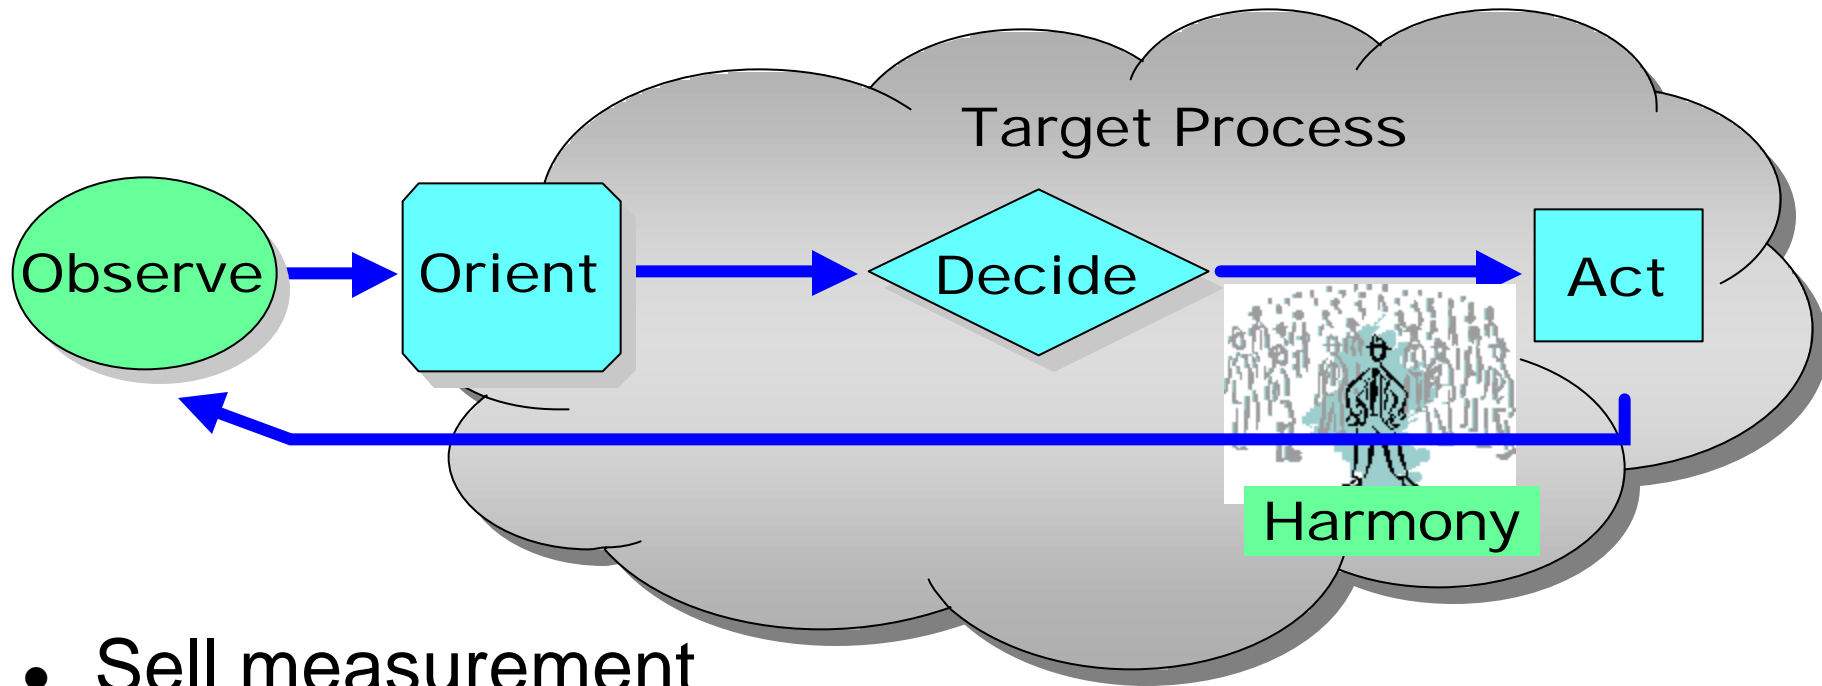 Target Process
Observe
Orient
Decide
Act
Harmony
• Sell measurement